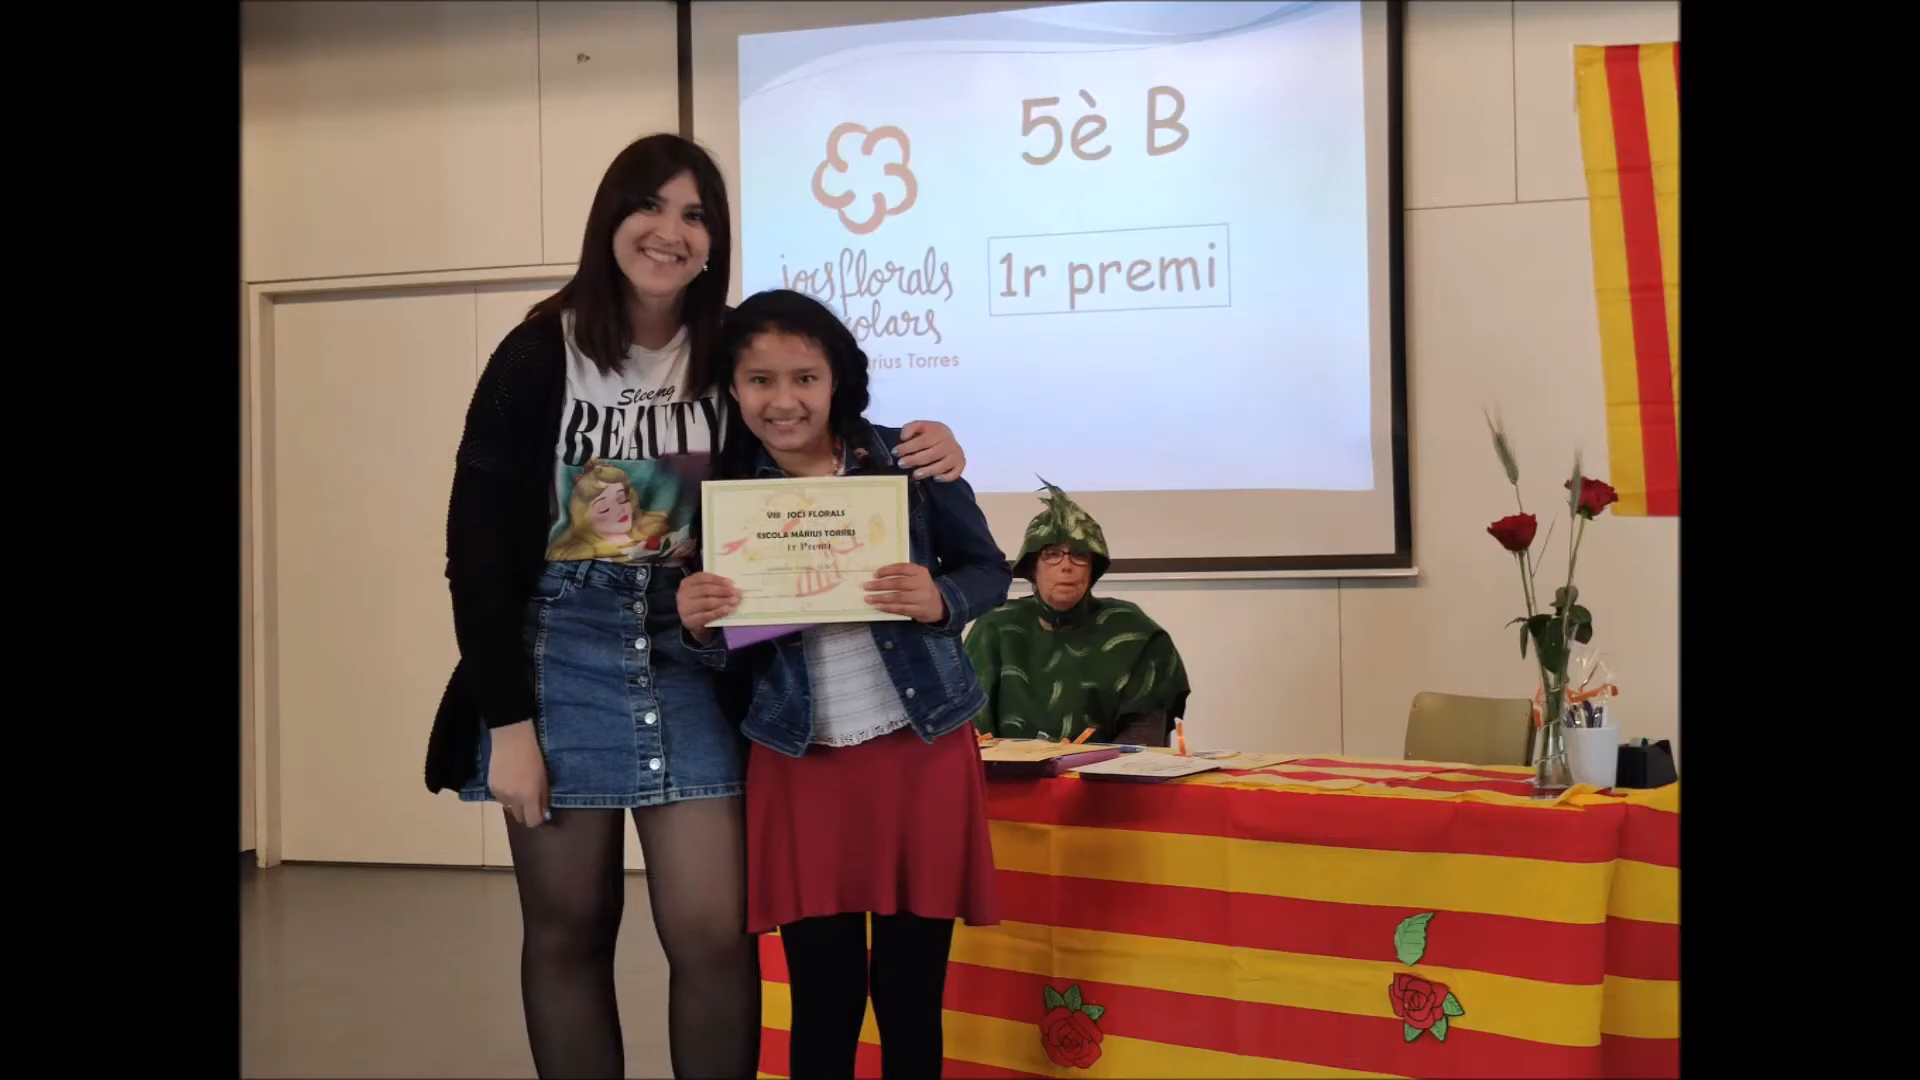 5è B
1r premi
jocs florals
escolars
Màrius Torres
Sleeping
BEAUTY
VIII JOCS FLORALS
ESCOLA MÀRIUS TORRES
1r Premi